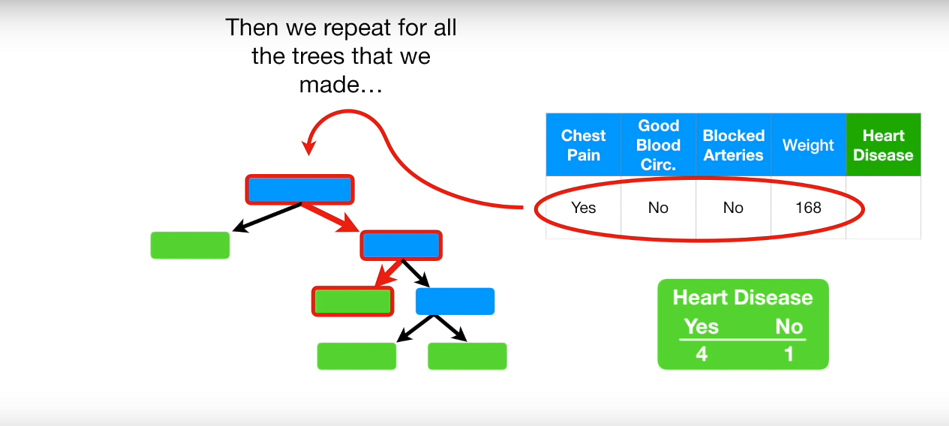 Then we repeat for all
the trees that we
made...
Chest Pain Good Blood Circ. Blocked Arteries Weight Heart Disease
Yes No No 168
Heart Disease
Yes No
4 1